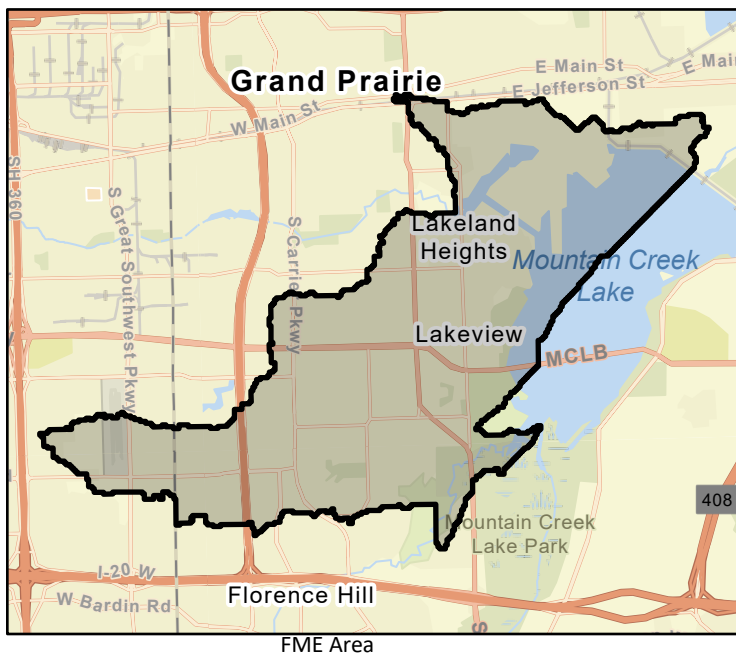 E Main St
E Main
Grand Prairie
E Jefferson St
W Main St
SH 360
S Great Southwest Pkwy
S Carrier Pkwy
Lakeland
Heights
Mountain Creek
Lake
Lakeview
MCLB
408
Mountain Creek
Lake Park
I-20 W
W Bardin Rd
Florence Hill
S
FME Area